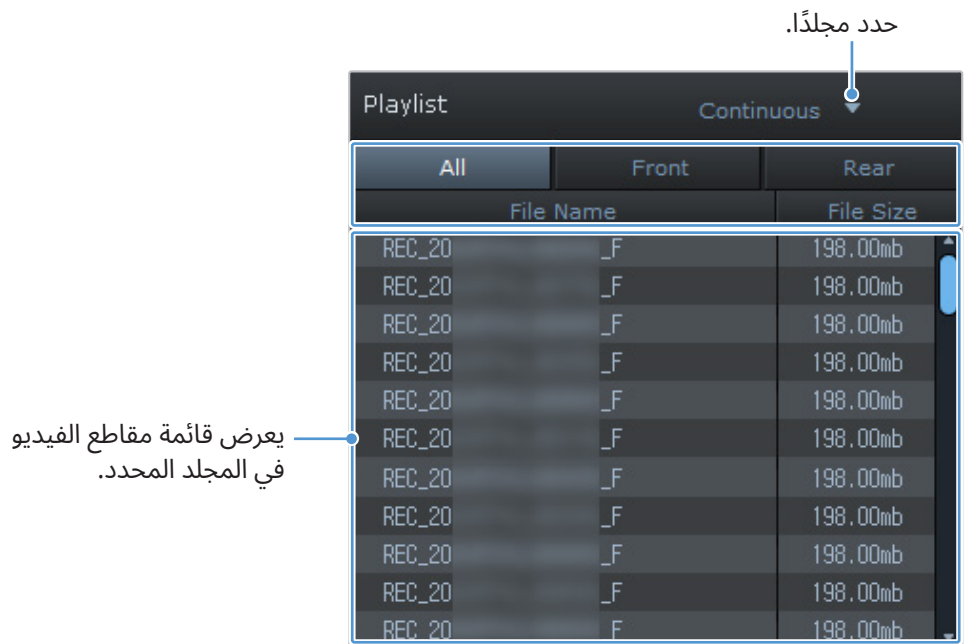 حدد مجلدًا.
Playlist Continuous
All Front Rear
File Name File Size
REC_20 _F 198.00mb
REC_20 _F 198.00mb
REC_20 _F 198.00mb
REC_20 _F 198.00mb
REC_20 _F 198.00mb
REC_20 _F 198.00mb
REC_20 _F 198.00mb
REC_20 _F 198.00mb
REC_20 _F 198.00mb
REC_20 _F 198.00mb
REC_20 _F 198.00mb
يعرض قائمة مقاطع الفيديو
في المجلد المحدد.